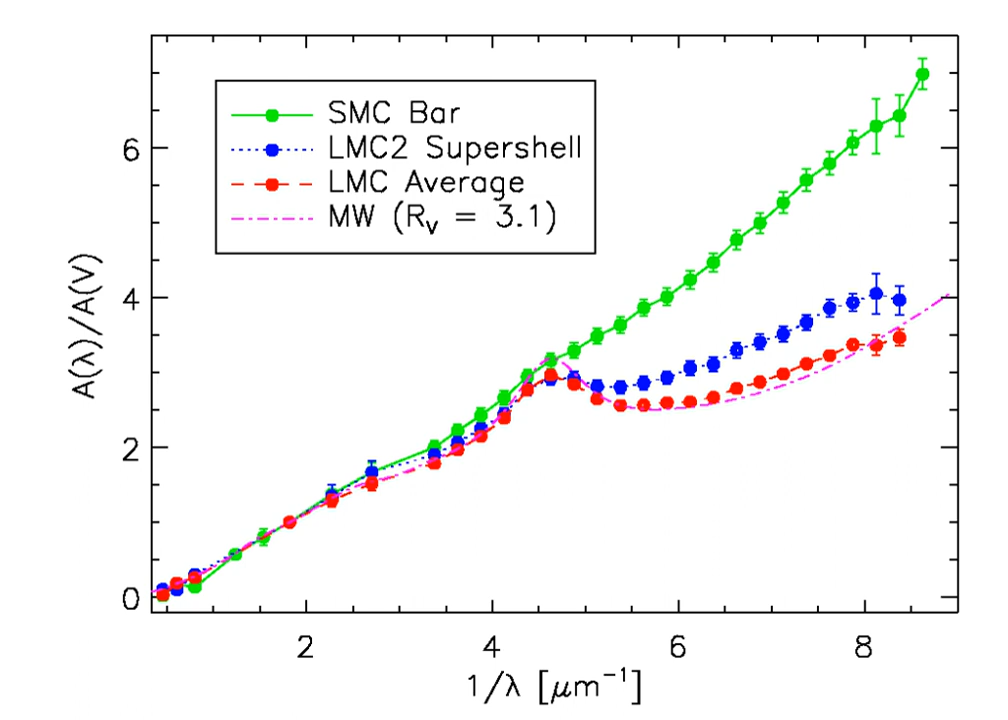 SMC Bar
LMC2 Supershell
LMC Average
MW (Rᵥ = 3.1)
A(λ)/A(V)
6
4
2
0
2 4 6 8
1/λ [μm⁻¹]